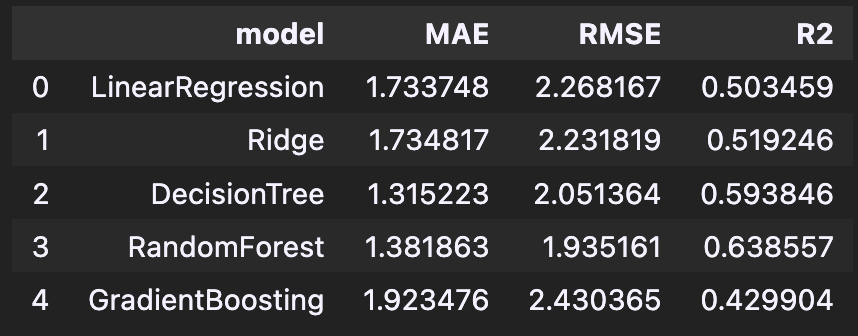 model MAE RMSE R2
0 LinearRegression 1.733748 2.268167 0.503459
1 Ridge 1.734817 2.231819 0.519246
2 DecisionTree 1.315223 2.051364 0.593846
3 RandomForest 1.381863 1.935161 0.638557
4 GradientBoosting 1.923476 2.430365 0.429904